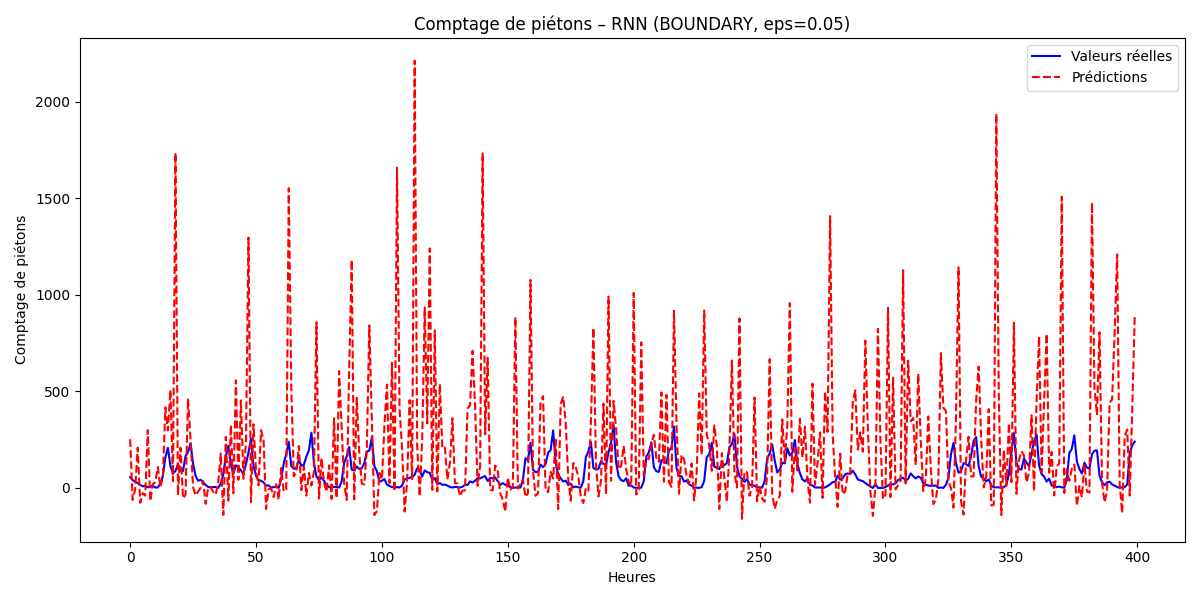 Comptage de piétons – RNN (BOUNDARY, eps=0.05)
Valeurs réelles
Prédictions
Comptage de piétons
2000
1500
1000
500
0
0 50 100 150 200 250 300 350 400
Heures